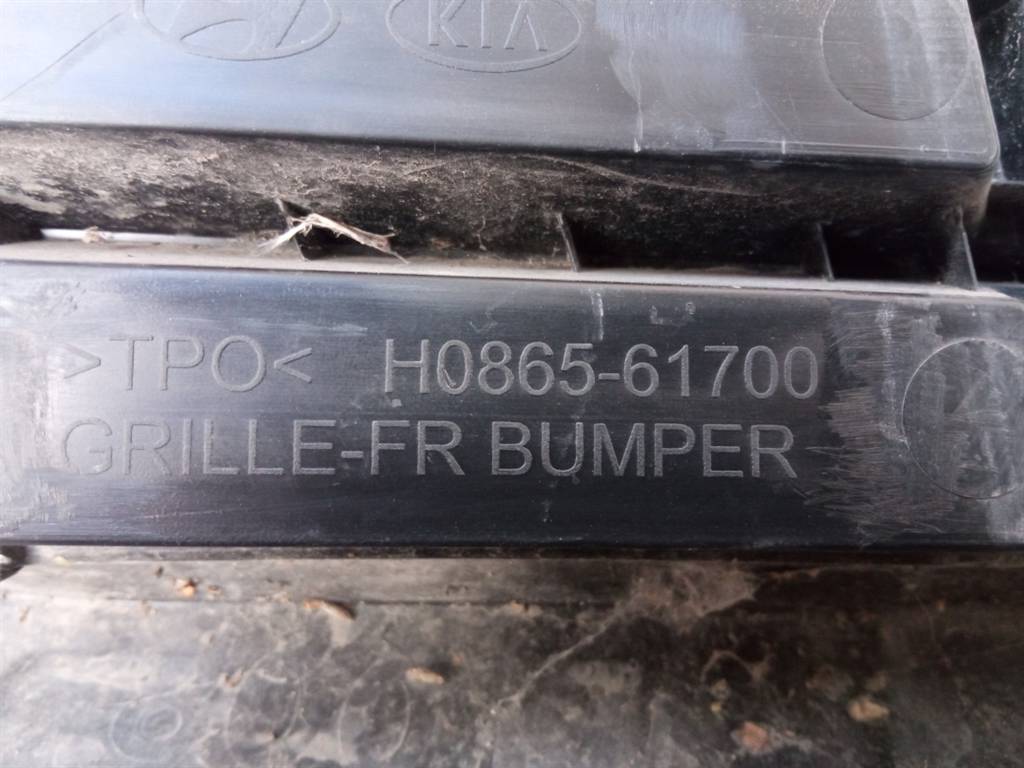 KIA
>TPO< H0865-61700
GRILLE-FR BUMPER